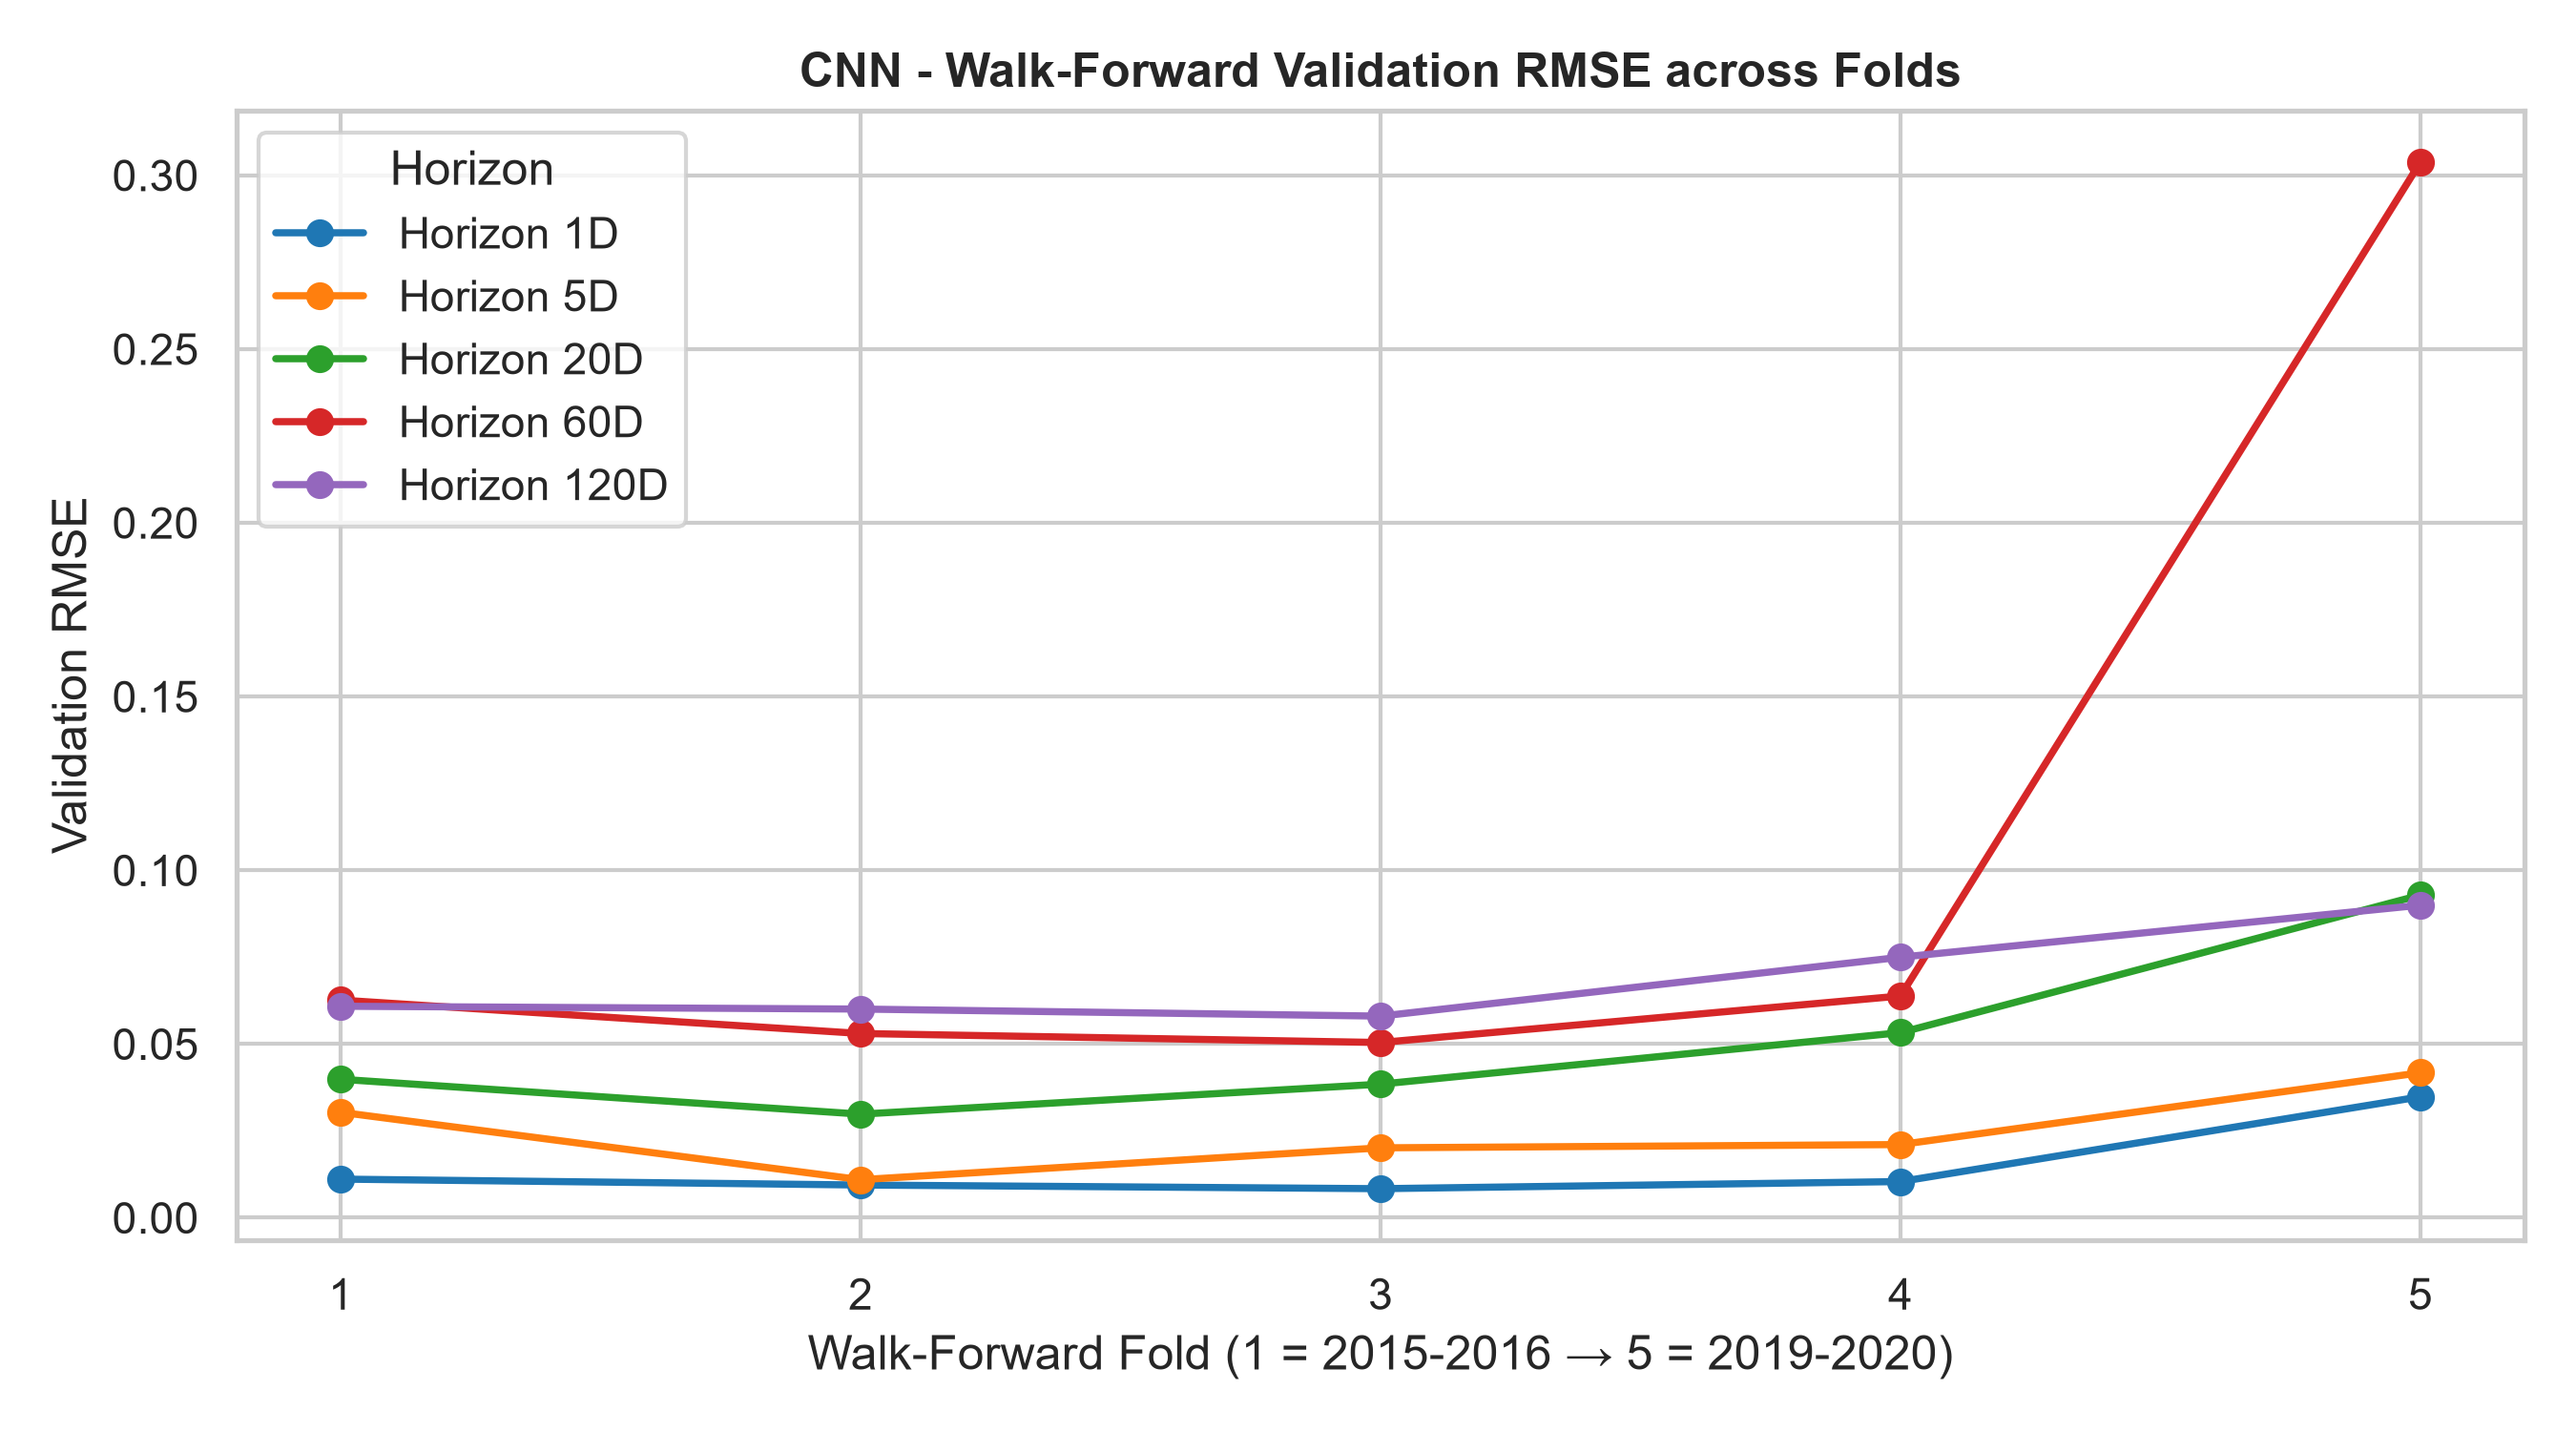 CNN - Walk-Forward Validation RMSE across Folds
Horizon
Horizon 1D
Horizon 5D
Horizon 20D
Horizon 60D
Horizon 120D
Validation RMSE
0.30
0.25
0.20
0.15
0.10
0.05
0.00
1 2 3 4 5
Walk-Forward Fold (1 = 2015-2016 → 5 = 2019-2020)